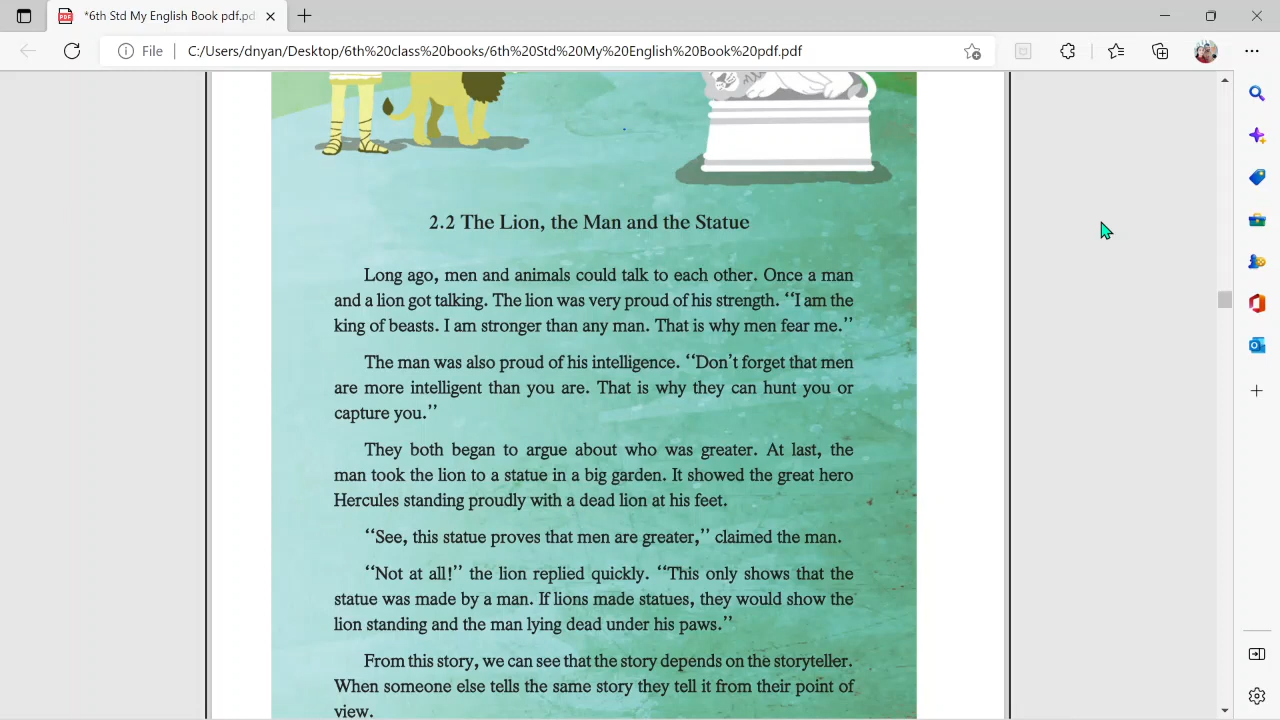 *6th Std My English Book pdf.pdf
File
C:/Users/dnyan/Desktop/6th%20class%20books/6th%20Std%20My%20English%20Book%20pdf.pdf
2.2 The Lion, the Man and the Statue
Long ago, men and animals could talk to each other. Once a man
and a lion got talking. The lion was very proud of his strength. “I am the
king of beasts. I am stronger than any man. That is why men fear me.”
The man was also proud of his intelligence. “Don’t forget that men
are more intelligent than you are. That is why they can hunt you or
capture you.”
They both began to argue about who was greater. At last, the
man took the lion to a statue in a big garden. It showed the great hero
Hercules standing proudly with a dead lion at his feet.
“See, this statue proves that men are greater,” claimed the man.
“Not at all!” the lion replied quickly. “This only shows that the
statue was made by a man. If lions made statues, they would show the
lion standing and the man lying dead under his paws.”
From this story, we can see that the story depends on the storyteller.
When someone else tells the same story they tell it from their point of
view.